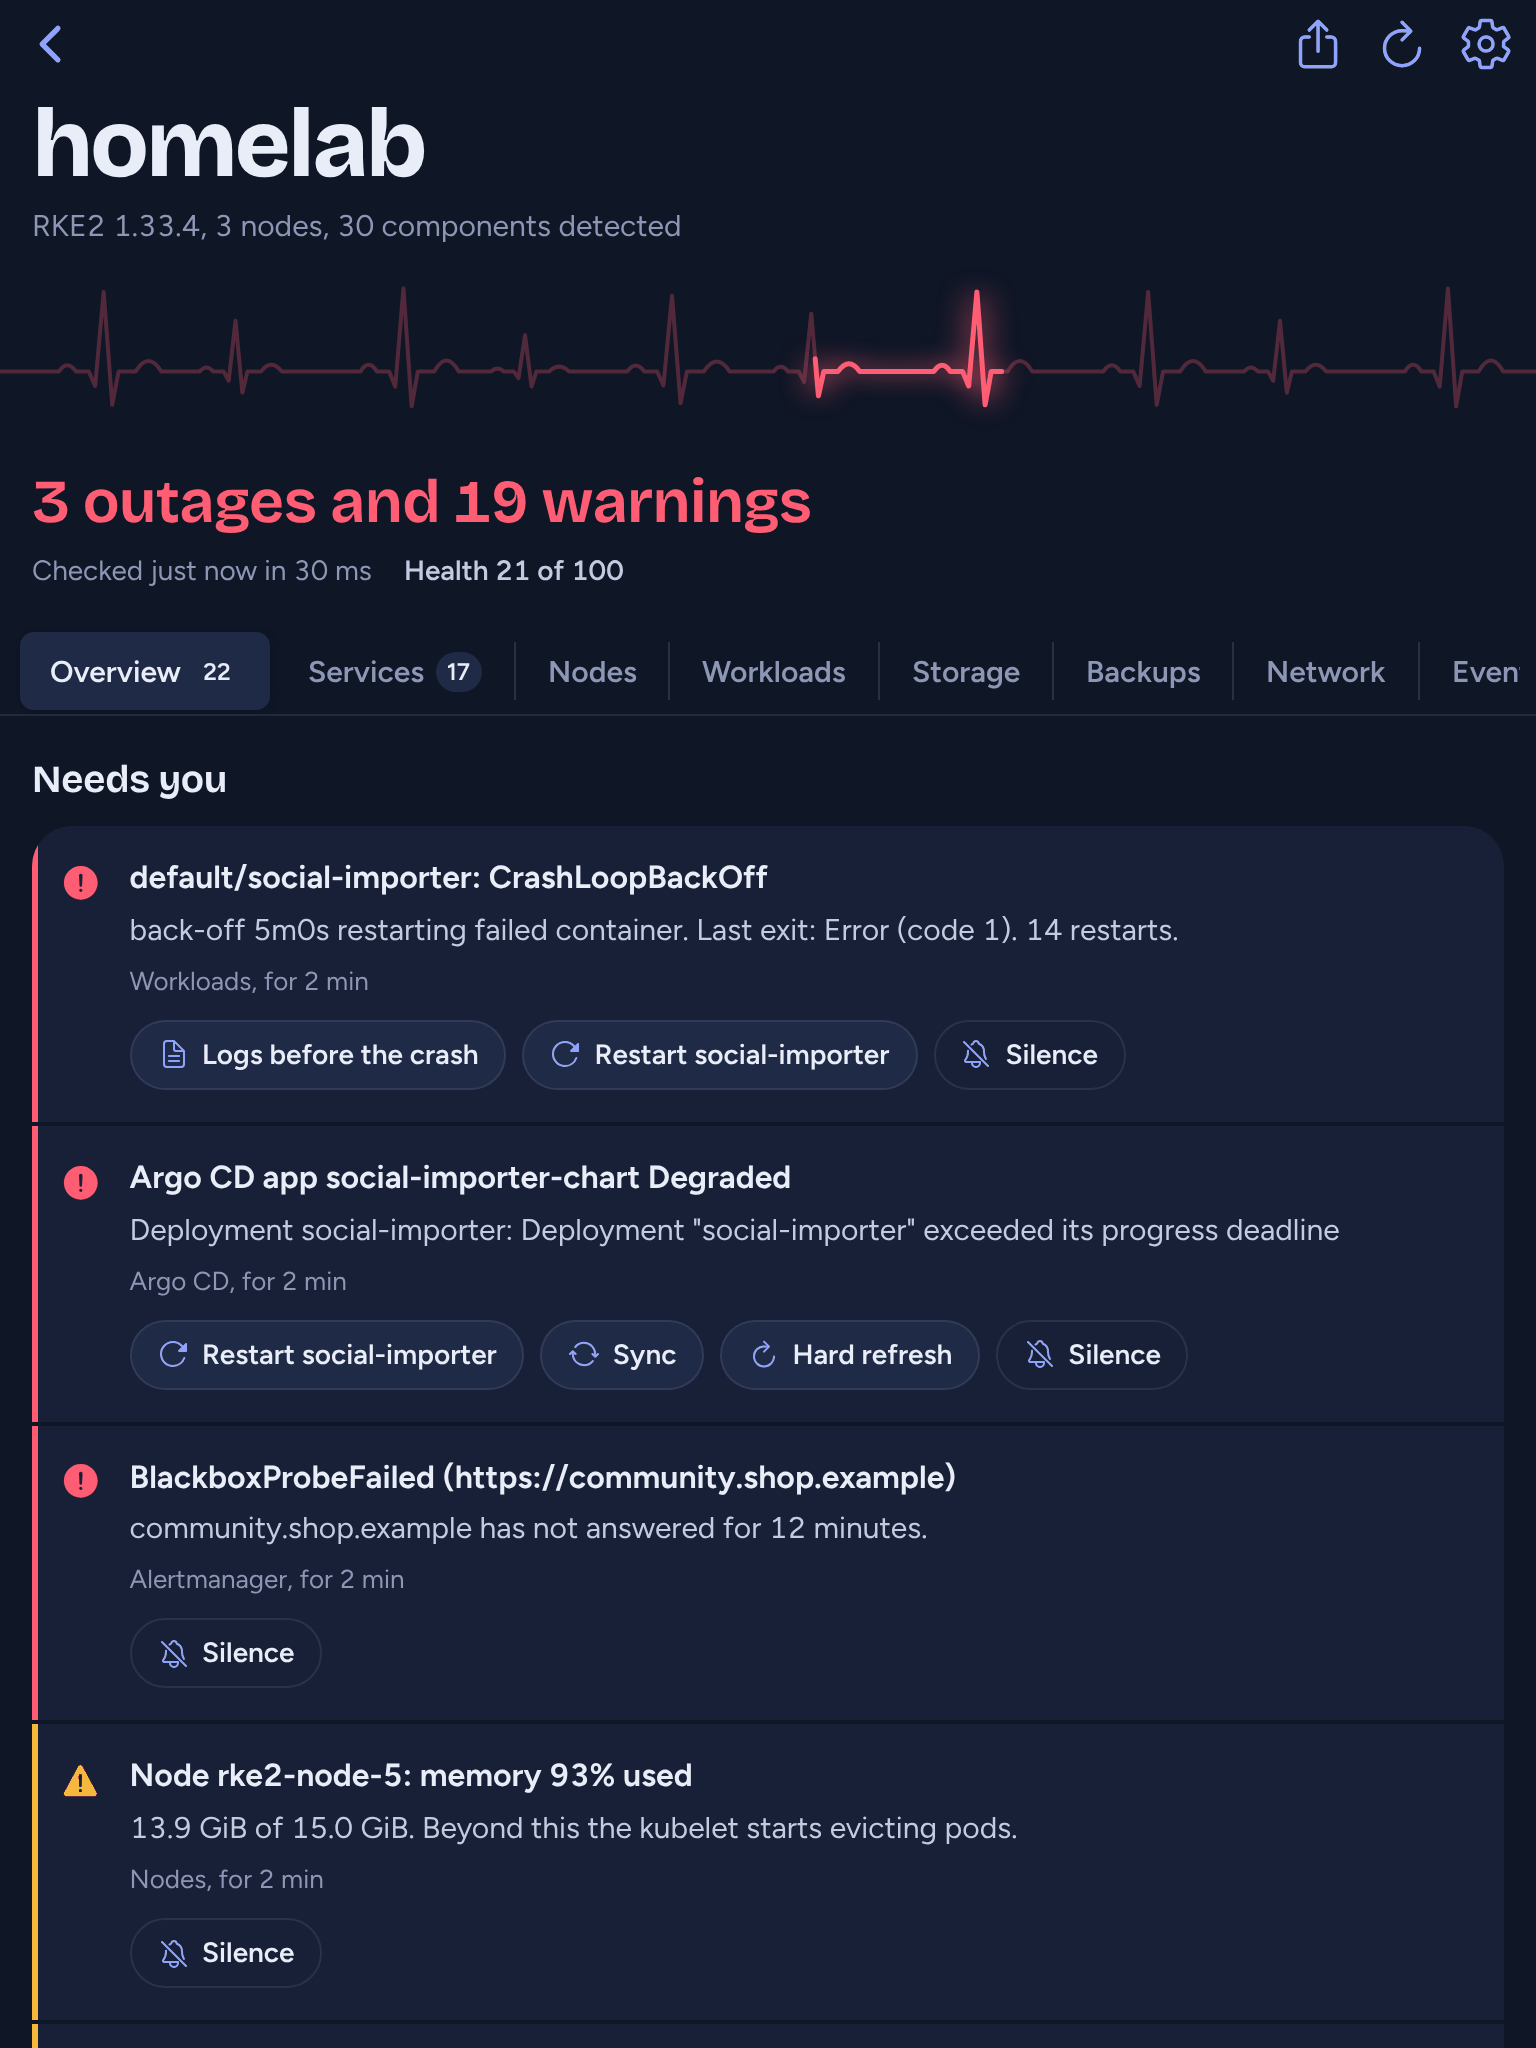 homelab
RKE2 1.33.4, 3 nodes, 30 components detected
3 outages and 19 warnings
Checked just now in 30 ms Health 21 of 100
Overview 22 Services 17 Nodes Workloads Storage Backups Network Even
Needs you
default/social-importer: CrashLoopBackOff
back-off 5m0s restarting failed container. Last exit: Error (code 1). 14 restarts.
Workloads, for 2 min
Logs before the crash Restart social-importer Silence
Argo CD app social-importer-chart Degraded
Deployment social-importer: Deployment "social-importer" exceeded its progress deadline
Argo CD, for 2 min
Restart social-importer Sync Hard refresh Silence
BlackboxProbeFailed (https://community.shop.example)
community.shop.example has not answered for 12 minutes.
Alertmanager, for 2 min
Silence
Node rke2-node-5: memory 93% used
13.9 GiB of 15.0 GiB. Beyond this the kubelet starts evicting pods.
Nodes, for 2 min
Silence